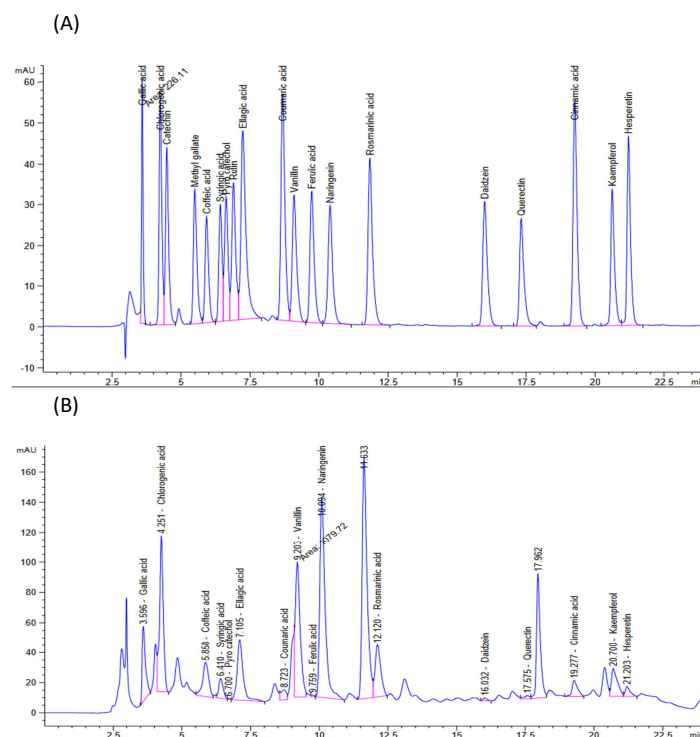 (A)
mAU
Gallic acid
Area: 226.11
Chlorogenic acid
Catechin
Methyl gallate
Coffeic acid
Syringic acid
Pyro catechol
Rutin
Ellagic acid
Coumaric acid
Vanillin
Ferulic acid
Naringenin
Rosmarinic acid
Daidzein
Querectin
Cinnamic acid
Kaempferol
Hesperetin
60
50
40
30
20
10
0
-10
2.5 5 7.5 10 12.5 15 17.5 20 22.5 mi
(B)
mAU
3.596 - Gallic acid
4.251 - Chlorogenic acid
5.858 - Coffeic acid
6.410 - Syringic acid
6.700 - Pyro catechol
7.105 - Ellagic acid
8.723 - Coumaric acid
9.203 - Vanillin
9.759 - Ferulic acid
10.094 - Naringenin
11.633
12.120 - Rosmarinic acid
16.032 - Daidzein
17.575 - Querectin
17.962
19.277 - Cinnamic acid
20.700 - Kaempferol
21.203 - Hesperetin
160
140
120
100
80
60
40
20
0
2.5 5 7.5 10 12.5 15 17.5 20 22.5 m